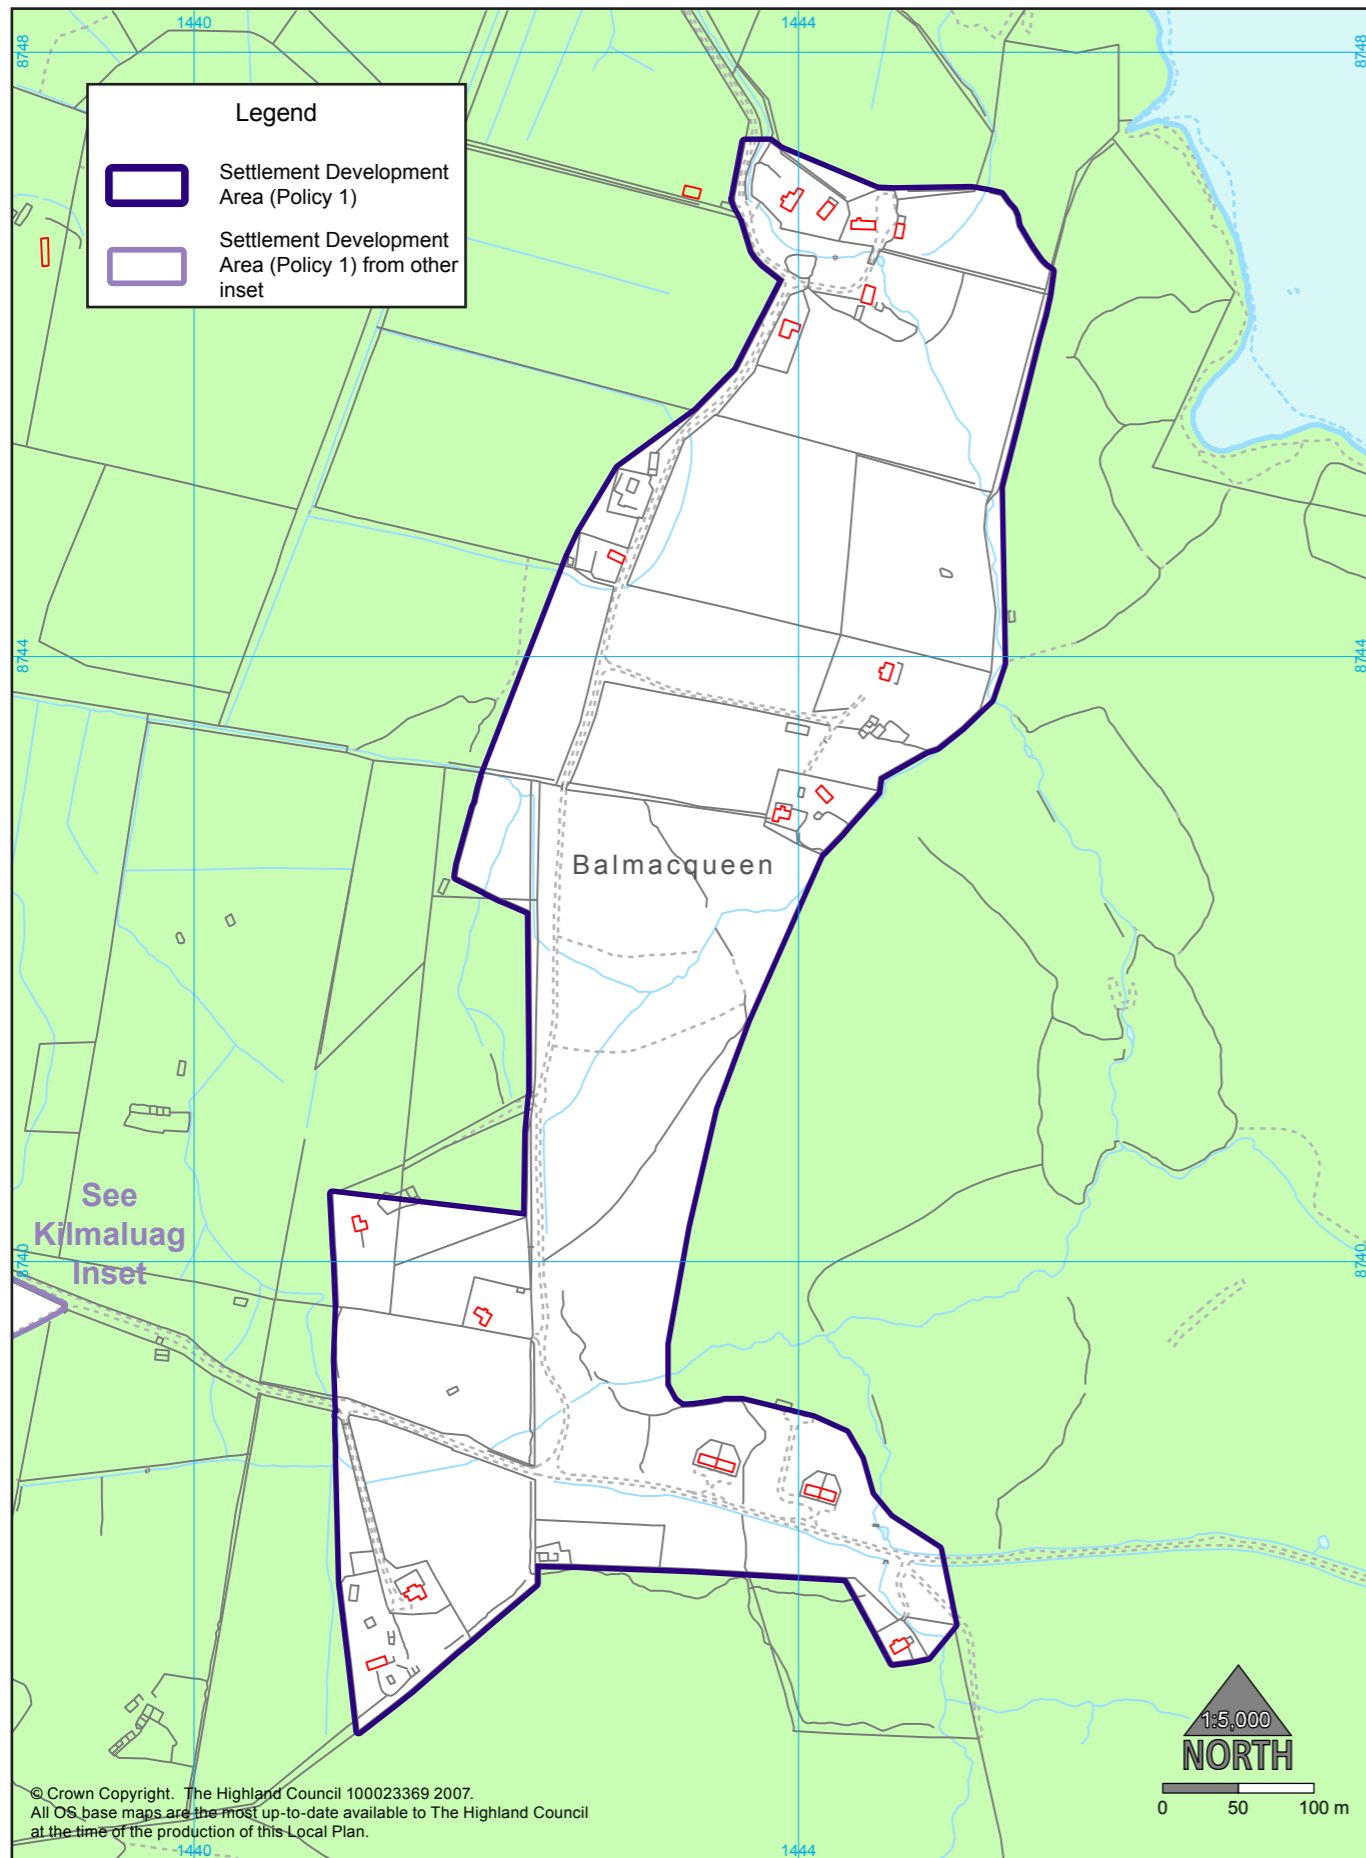 1440
1444
8748
8748
Legend
Settlement Development
Area (Policy 1)
Settlement Development
Area (Policy 1) from other
inset
8744
8744
Balmacqueen
See
Kilmaluag
Inset
8740
8740
1:5,000
NORTH
0 50 100 m
© Crown Copyright. The Highland Council 100023369 2007.
All OS base maps are the most up-to-date available to The Highland Council
at the time of the production of this Local Plan.
1440
1444